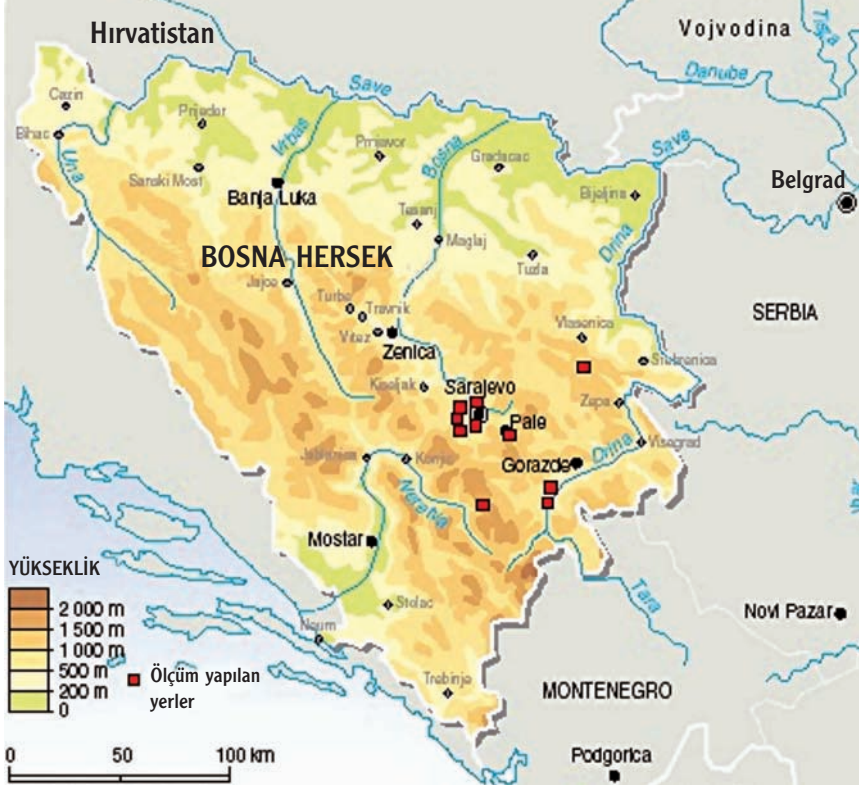 Hırvatistan
Vojvodina
Tisça
Danube
Save
Cazin
Prijedor
Bihac
Una
Vrbas
Prnjavor
Bosna
Gradacac
Save
Sanski Most
Banja Luka
Bijeljina
Belgrad
Tesanj
Maglaj
Drina
BOSNA HERSEK
Tuzla
Jajce
Turbe
Travnik
SERBIA
Vitez
Zenica
Vlasenica
Srebrenica
Kiseljak
Sarajevo
Zepa
Pale
Drina
Visegrad
Jablanica
Konjic
Gorazde
Neretva
Ibar
Mostar
YÜKSEKLİK
2 000 m
1 500 m
1 000 m
500 m
200 m
0
Stolac
Tara
Novi Pazar
Neum
Ölçüm yapılan
yerler
Trebinje
MONTENEGRO
0 50 100 km
Podgorica